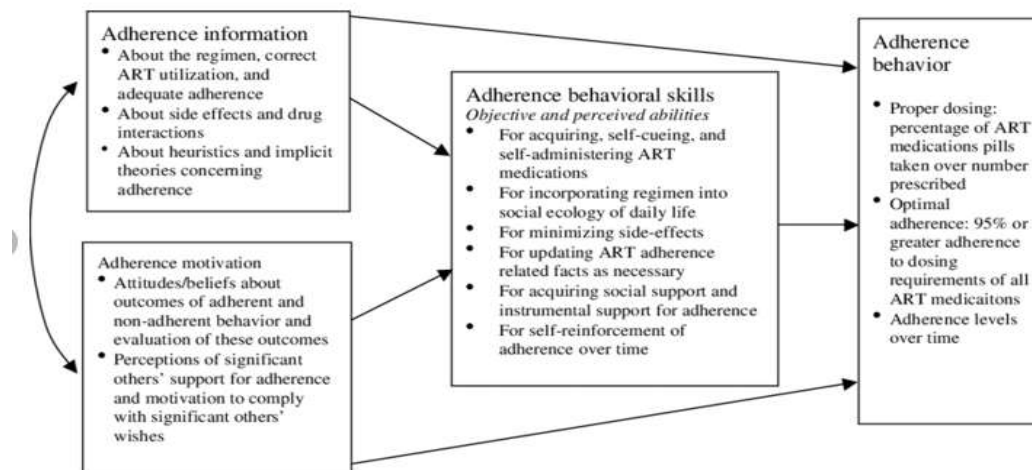 Adherence information
• About the regimen, correct
ART utilization, and
adequate adherence
• About side effects and drug
interactions
• About heuristics and implicit
theories concerning
adherence
Adherence motivation
• Attitudes/beliefs about
outcomes of adherent and
non-adherent behavior and
evaluation of these outcomes
• Perceptions of significant
others' support for adherence
and motivation to comply
with significant others'
wishes
Adherence behavioral skills
Objective and perceived abilities
• For acquiring, self-cueing, and
self-administering ART
medications
• For incorporating regimen into
social ecology of daily life
• For minimizing side-effects
• For updating ART adherence
related facts as necessary
• For acquiring social support and
instrumental support for adherence
• For self-reinforcement of
adherence over time
Adherence
behavior
• Proper dosing:
percentage of ART
medications pills
taken over number
prescribed
• Optimal
adherence: 95% or
greater adherence
to dosing
requirements of all
ART medicaitons
• Adherence levels
over time